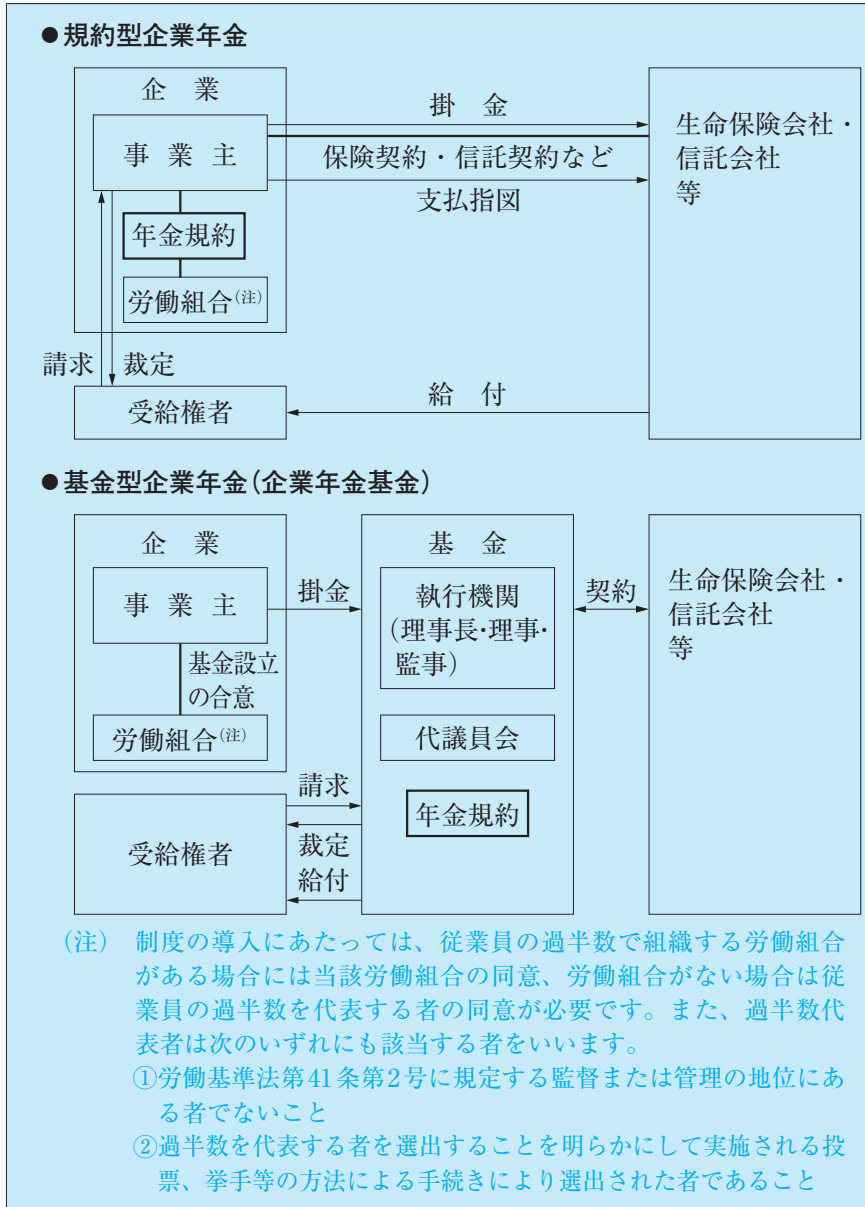 ●規約型企業年金
企　業
事　業　主
年金規約
労働組合(注)
掛　金
保険契約・信託契約など
支払指図
生命保険会社・
信託会社
等
請求
裁定
受給権者
給　付
●基金型企業年金(企業年金基金)
企　業
事　業　主
基金設立
の合意
労働組合(注)
掛金
基　金
執行機関
(理事長・理事・
監事)
代議員会
年金規約
契約
生命保険会社・
信託会社
等
受給権者
請求
裁定
給付
(注)　制度の導入にあたっては、従業員の過半数で組織する労働組合
がある場合には当該労働組合の同意、労働組合がない場合は従
業員の過半数を代表する者の同意が必要です。また、過半数代
表者は次のいずれにも該当する者をいいます。
①労働基準法第41条第2号に規定する監督または管理の地位にあ
る者でないこと
②過半数を代表する者を選出することを明らかにして実施される投
票、挙手等の方法による手続きにより選出された者であること